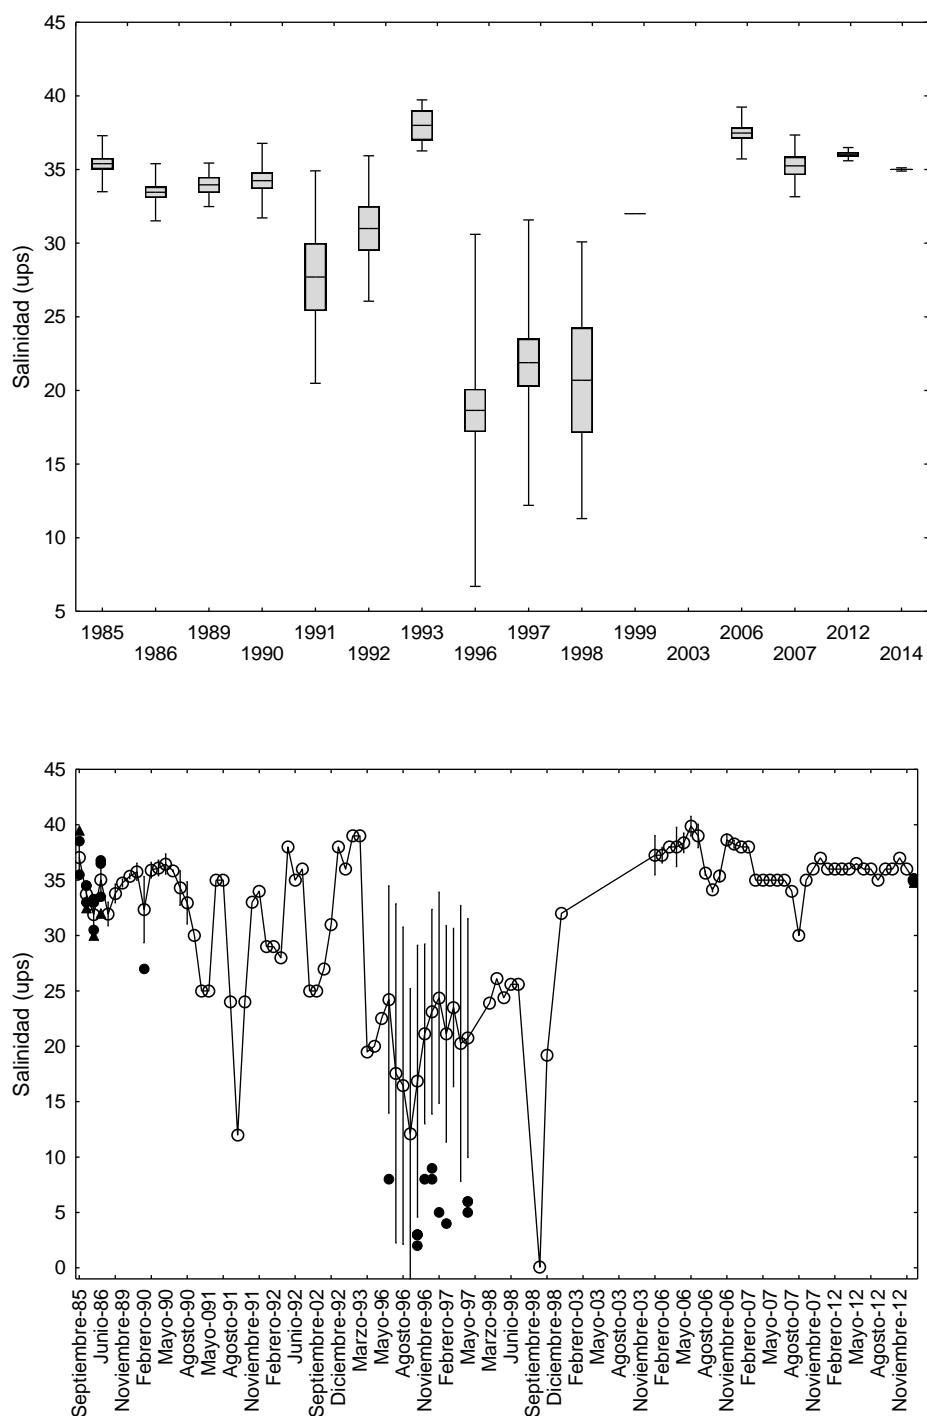 45
40
35
30
25
20
15
10
5
Salinidad (ups)
1985 1989 1991 1993 1997 1999 2006 2012
1986 1990 1992 1996 1998 2003 2007 2014
45
40
35
30
25
20
15
10
5
0
Salinidad (ups)
Septiembre-85
Junio-86
Noviembre-89
Febrero-90
Mayo-90
Agosto-90
Mayo-091
Agosto-91
Noviembre-91
Febrero-92
Junio-92
Septiembre-02
Diciembre-92
Marzo-93
Mayo-96
Agosto-96
Noviembre-96
Febrero-97
Mayo-97
Marzo-98
Junio-98
Septiembre-98
Diciembre-98
Febrero-03
Mayo-03
Noviembre-03
Febrero-06
Mayo-06
Agosto-06
Noviembre-06
Febrero-07
Mayo-07
Agosto-07
Noviembre-07
Febrero-12
Mayo-12
Agosto-12
Noviembre-12